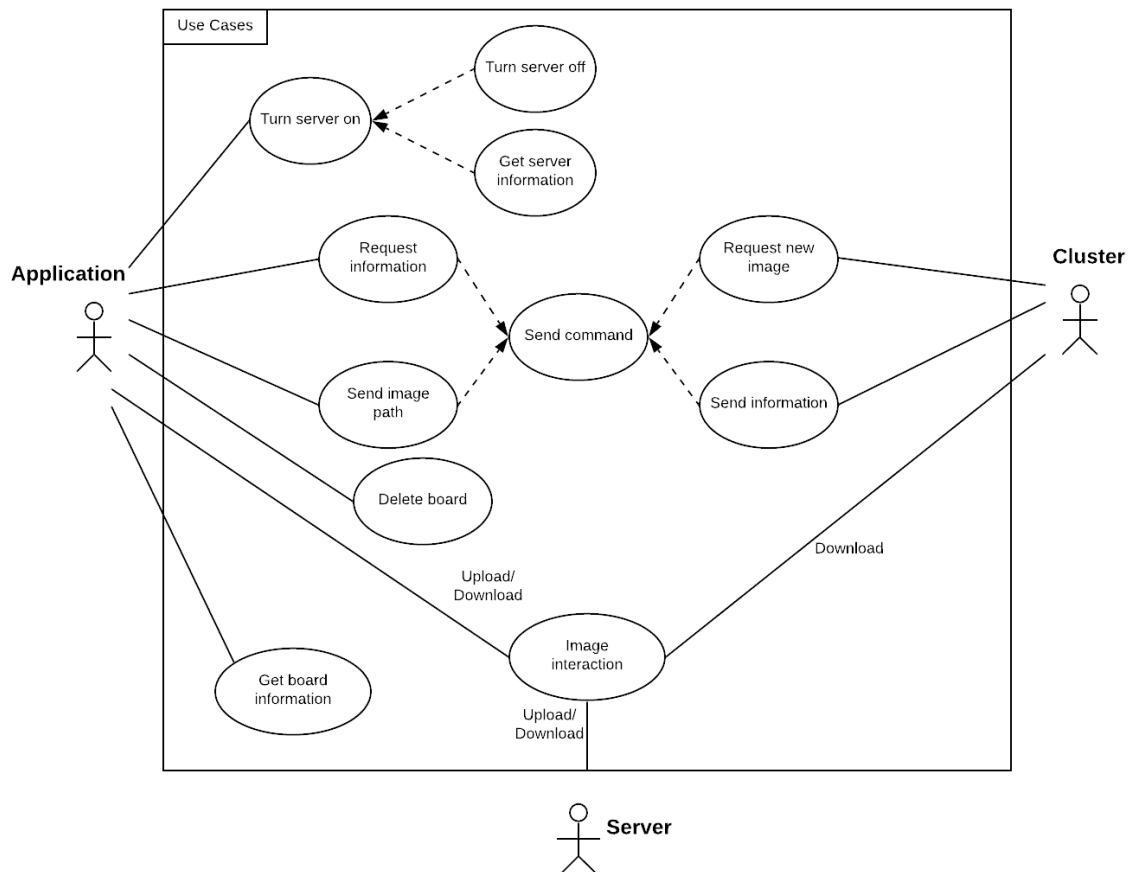 Use Cases
Turn server off
Turn server on
Get server
information
Request
information
Request new
image
Application
Cluster
Send command
Send image
path
Send information
Delete board
Download
Upload/
Download
Image
interaction
Get board
information
Upload/
Download
Server